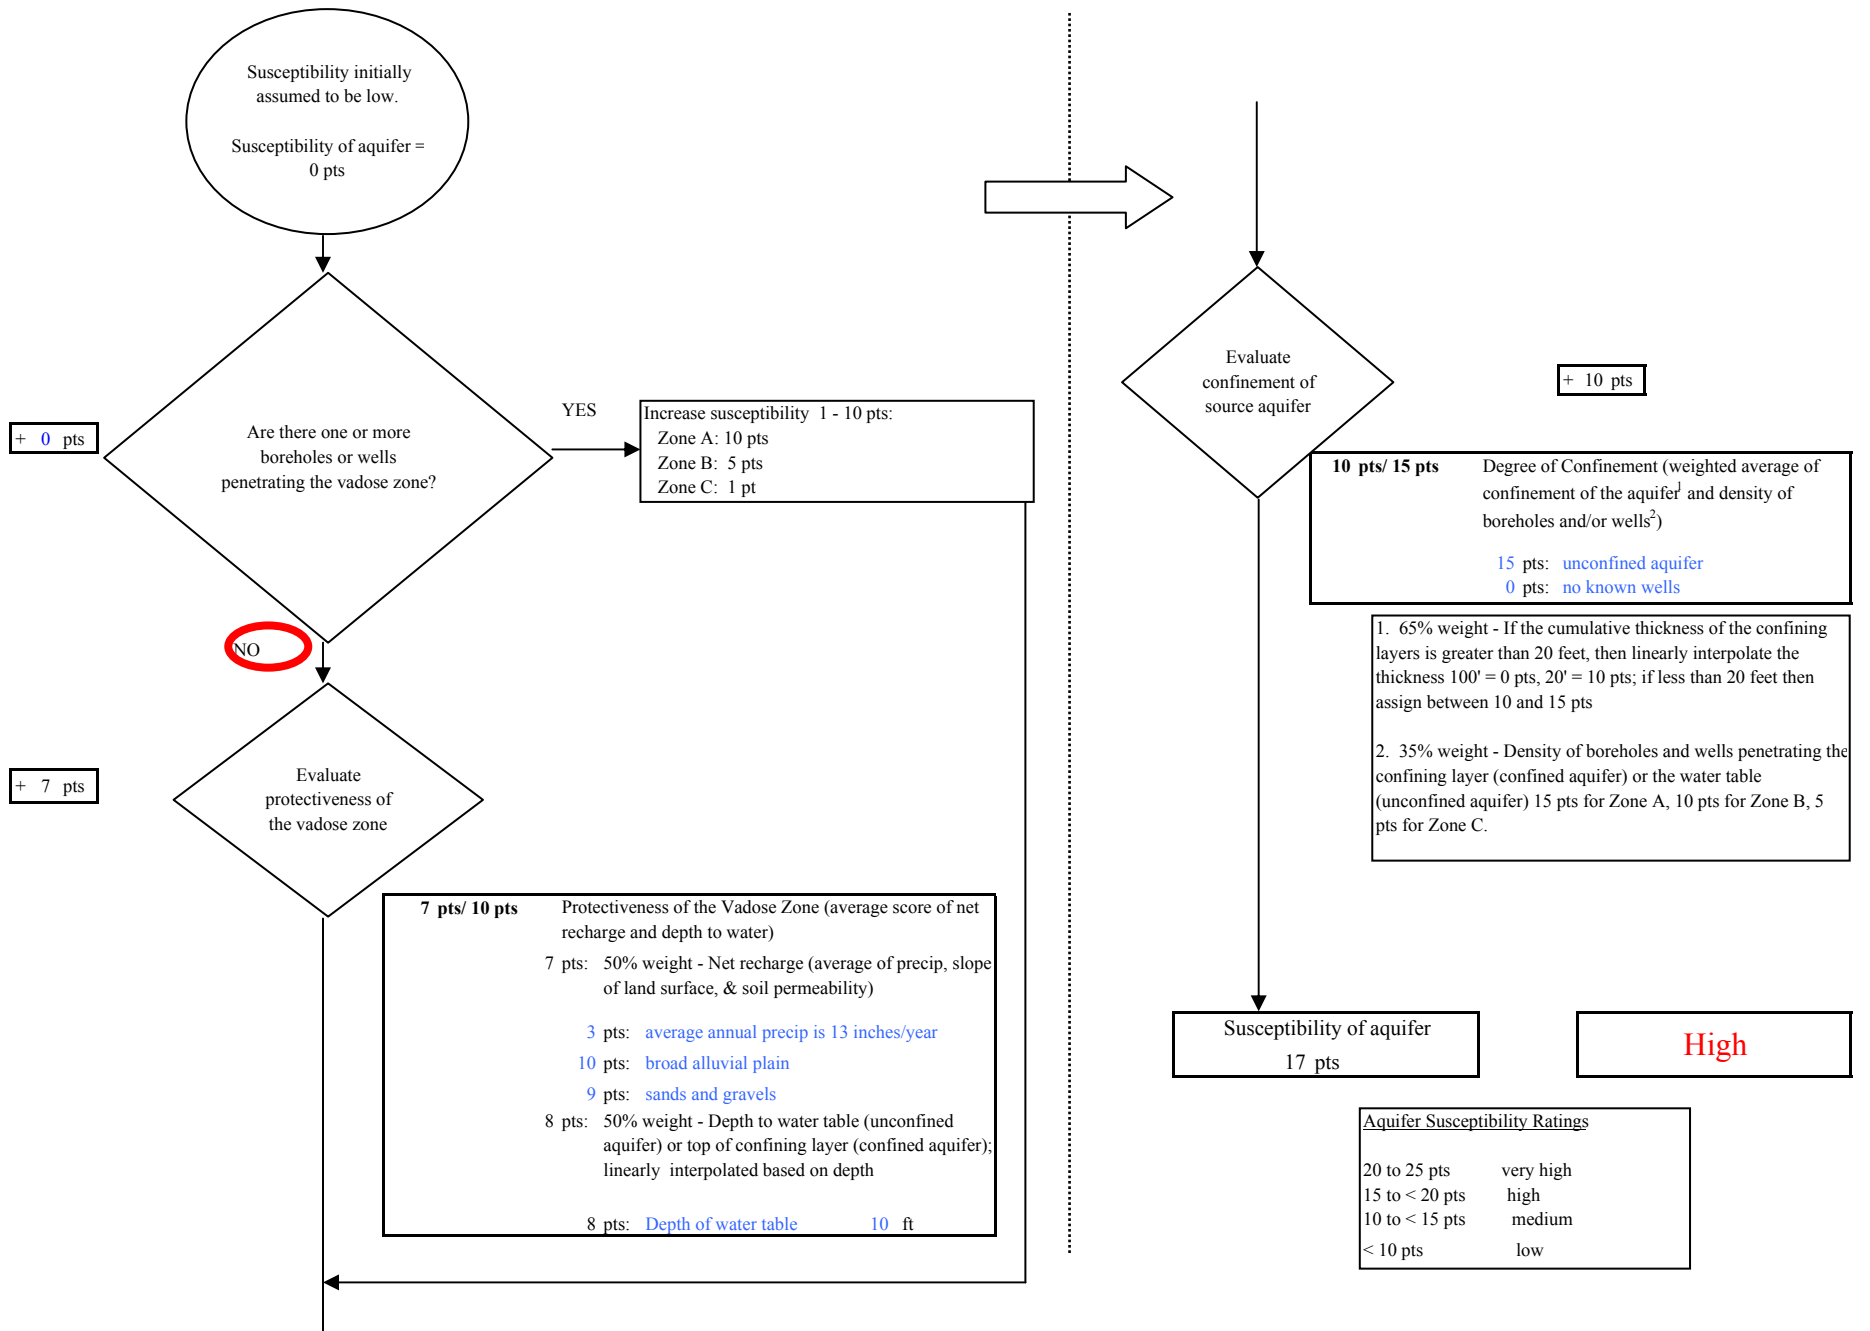 Susceptibility initially
assumed to be low.
Susceptibility of aquifer =
0 pts
+ 0 pts
Are there one or more
boreholes or wells
penetrating the vadose zone?
YES
Increase susceptibility 1 - 10 pts:
Zone A: 10 pts
Zone B: 5 pts
Zone C: 1 pt
NO
+ 7 pts
Evaluate
protectiveness of
the vadose zone
7 pts/ 10 pts Protectiveness of the Vadose Zone (average score of net
recharge and depth to water)
7 pts: 50% weight - Net recharge (average of precip, slope
of land surface, & soil permeability)
3 pts: average annual precip is 13 inches/year
10 pts: broad alluvial plain
9 pts: sands and gravels
8 pts: 50% weight - Depth to water table (unconfined
aquifer) or top of confining layer (confined aquifer);
linearly interpolated based on depth
8 pts: Depth of water table 10 ft
Evaluate
confinement of
source aquifer
+ 10 pts
10 pts/ 15 pts Degree of Confinement (weighted average of
confinement of the aquifer1 and density of
boreholes and/or wells2)
15 pts: unconfined aquifer
0 pts: no known wells
1. 65% weight - If the cumulative thickness of the confining
layers is greater than 20 feet, then linearly interpolate the
thickness 100' = 0 pts, 20' = 10 pts; if less than 20 feet then
assign between 10 and 15 pts
2. 35% weight - Density of boreholes and wells penetrating the
confining layer (confined aquifer) or the water table
(unconfined aquifer) 15 pts for Zone A, 10 pts for Zone B, 5
pts for Zone C.
Susceptibility of aquifer
17 pts
High
Aquifer Susceptibility Ratings
20 to 25 pts very high
15 to < 20 pts high
10 to < 15 pts medium
< 10 pts low